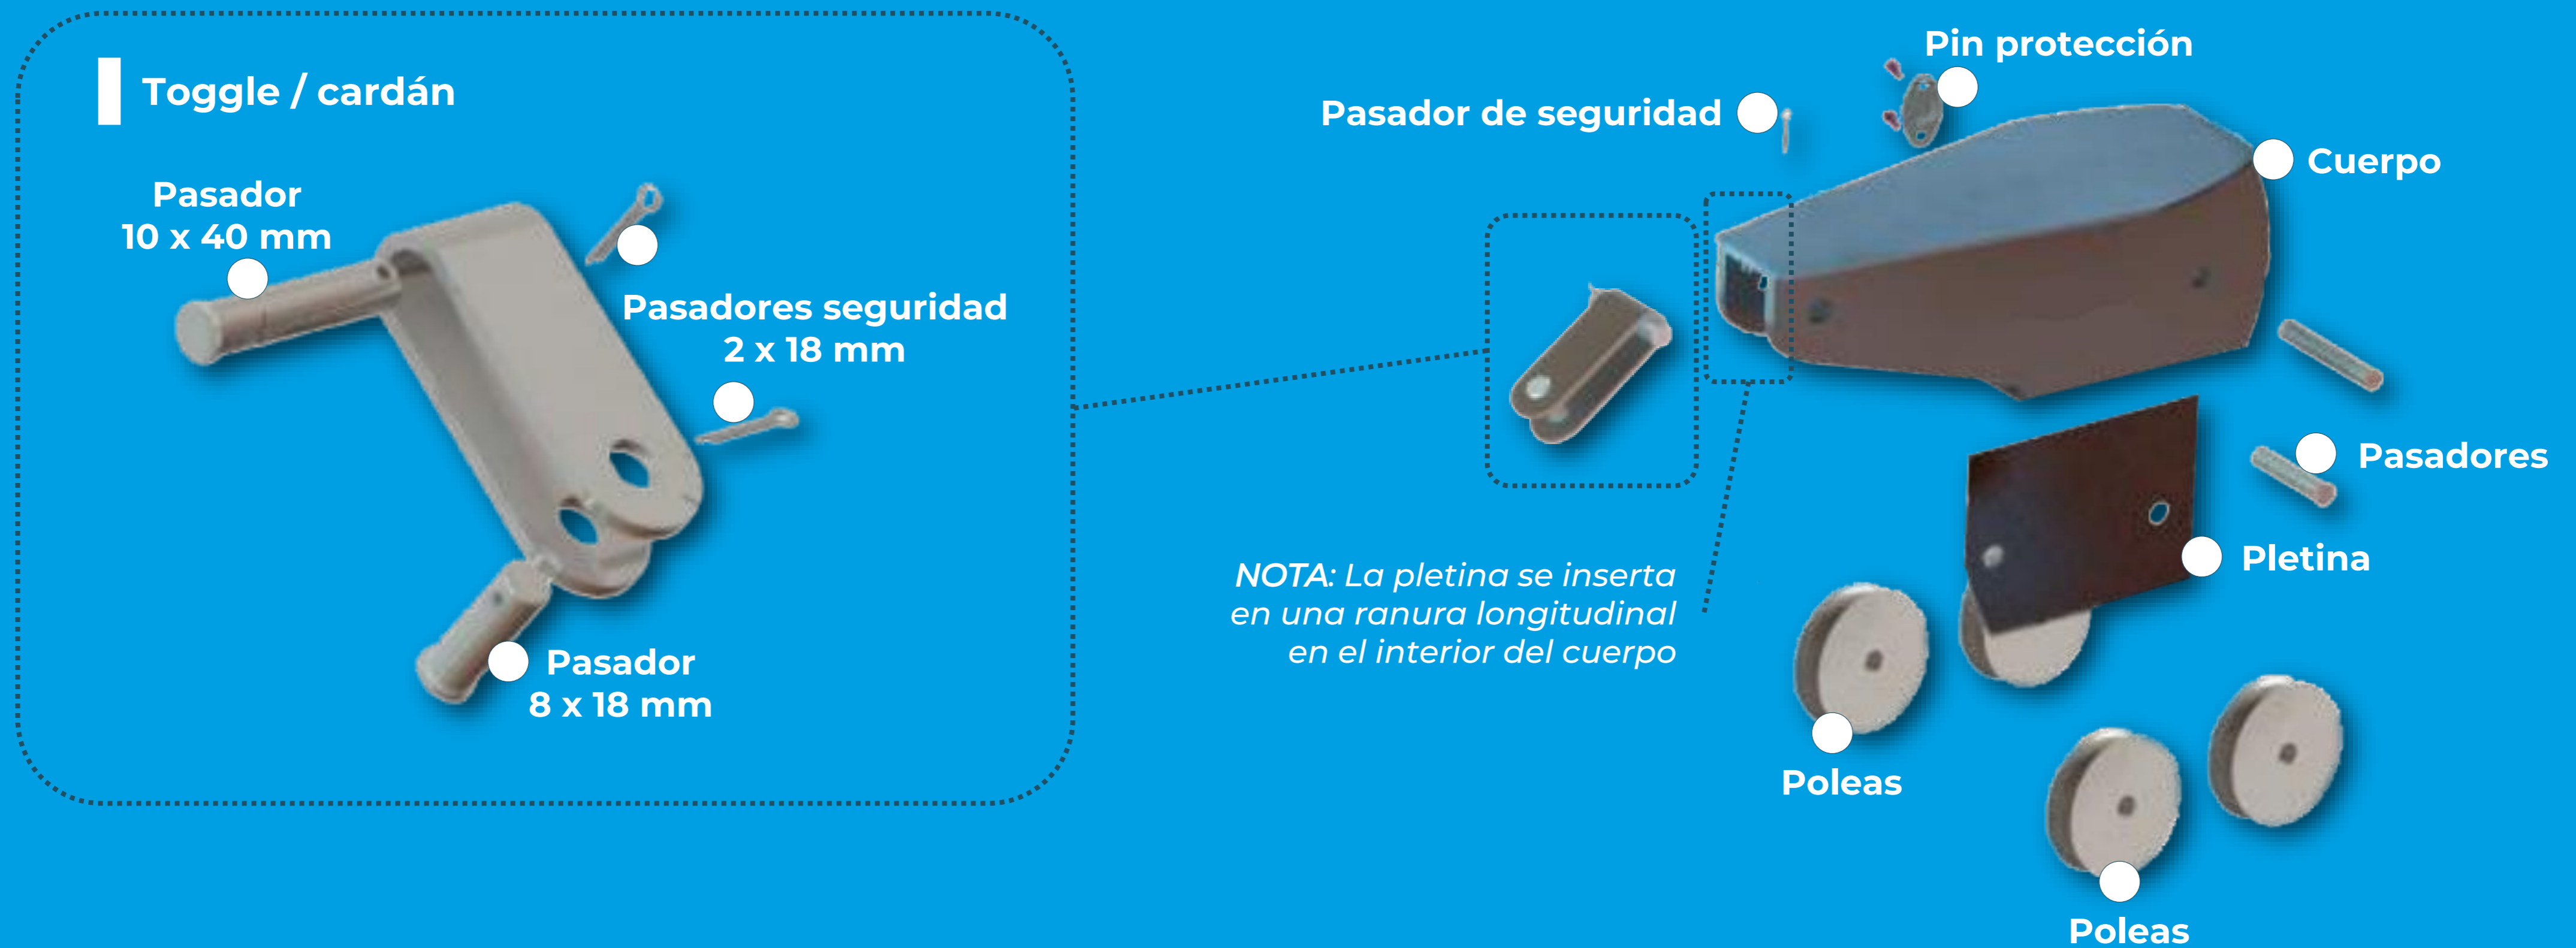 Toggle / cardán
Pasador
10 x 40 mm
Pasadores seguridad
2 x 18 mm
Pasador
8 x 18 mm
Pin protección
Pasador de seguridad
Cuerpo
Pasadores
Pletina
NOTA: La pletina se inserta
en una ranura longitudinal
en el interior del cuerpo
Poleas
Poleas